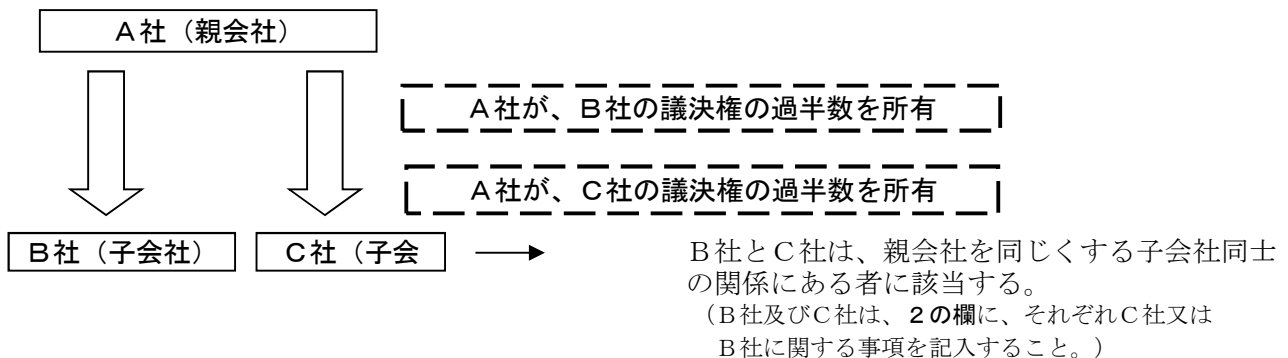 A社（親会社）
A社が、B社の議決権の過半数を所有
A社が、C社の議決権の過半数を所有
B社（子会社）
C社（子会
B社とC社は、親会社を同じくする子会社同士
の関係にある者に該当する。
（B社及びC社は、２の欄に、それぞれC社又は
B社に関する事項を記入すること。）